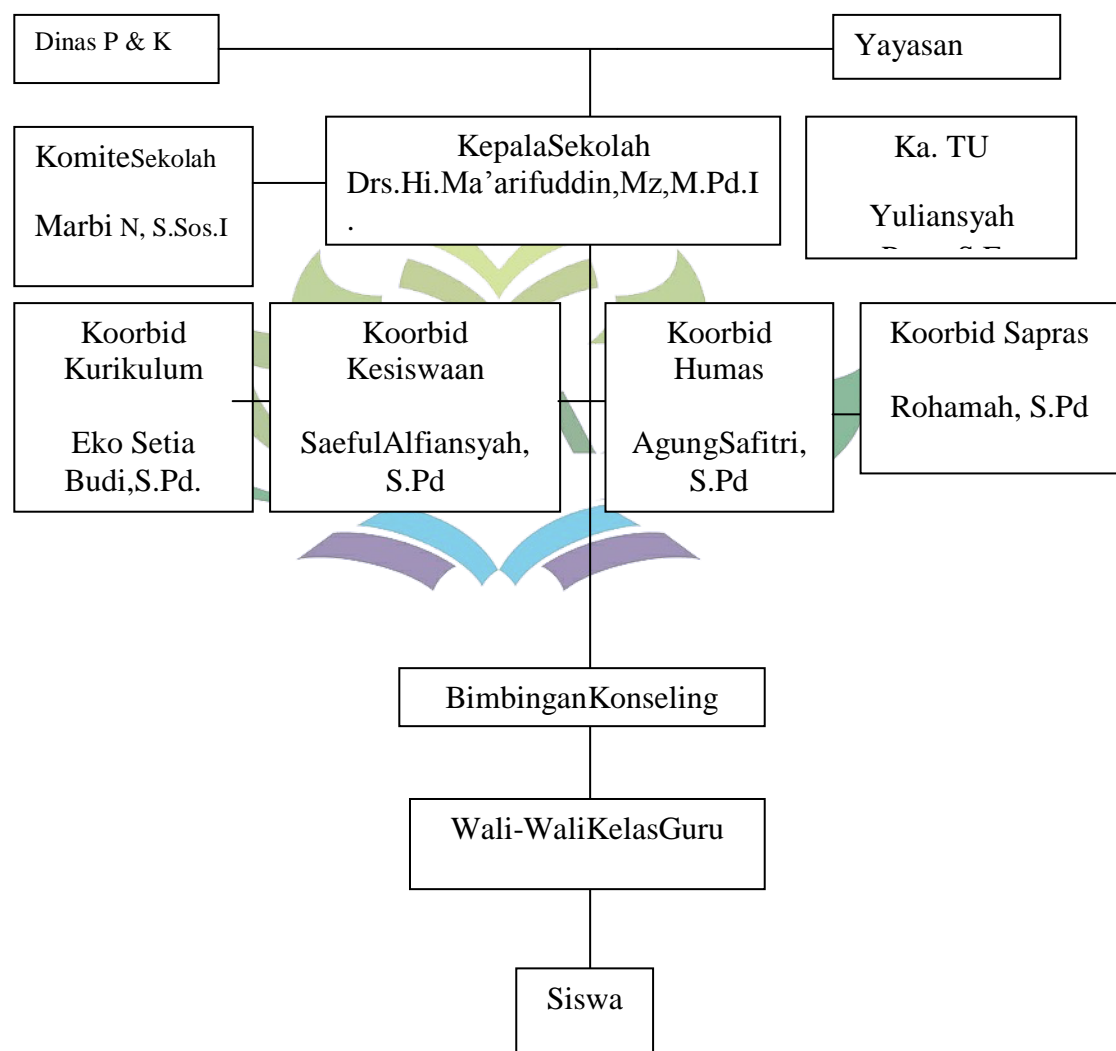 Dinas P & K
Yayasan
KomiteSekolah
Marbi N, S.Sos.I
KepalaSekolah
Drs.Hi.Ma’arifuddin,Mz,M.Pd.I
.
Ka. TU
Yuliansyah
Koorbid
Kurikulum
Eko Setia
Budi,S.Pd.
Koorbid
Kesiswaan
SaefulAlfiansyah,
S.Pd
Koorbid
Humas
AgungSafitri,
S.Pd
Koorbid Sapras
Rohamah, S.Pd
BimbinganKonseling
Wali-WaliKelasGuru
Siswa